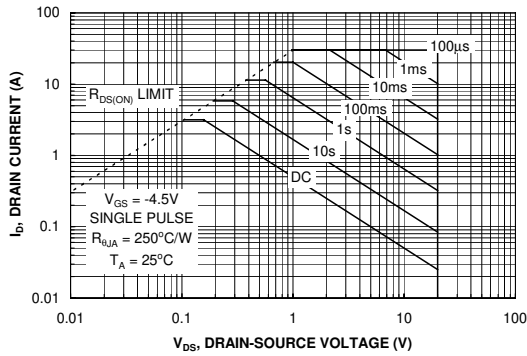 100
10
1
0.1
0.01
I_D, DRAIN CURRENT (A)
R_DS(ON) LIMIT
100µs
1ms
10ms
100ms
1s
10s
DC
V_GS = -4.5V
SINGLE PULSE
R_θJA = 250°C/W
T_A = 25°C
0.01
0.1
1
10
100
V_DS, DRAIN-SOURCE VOLTAGE (V)